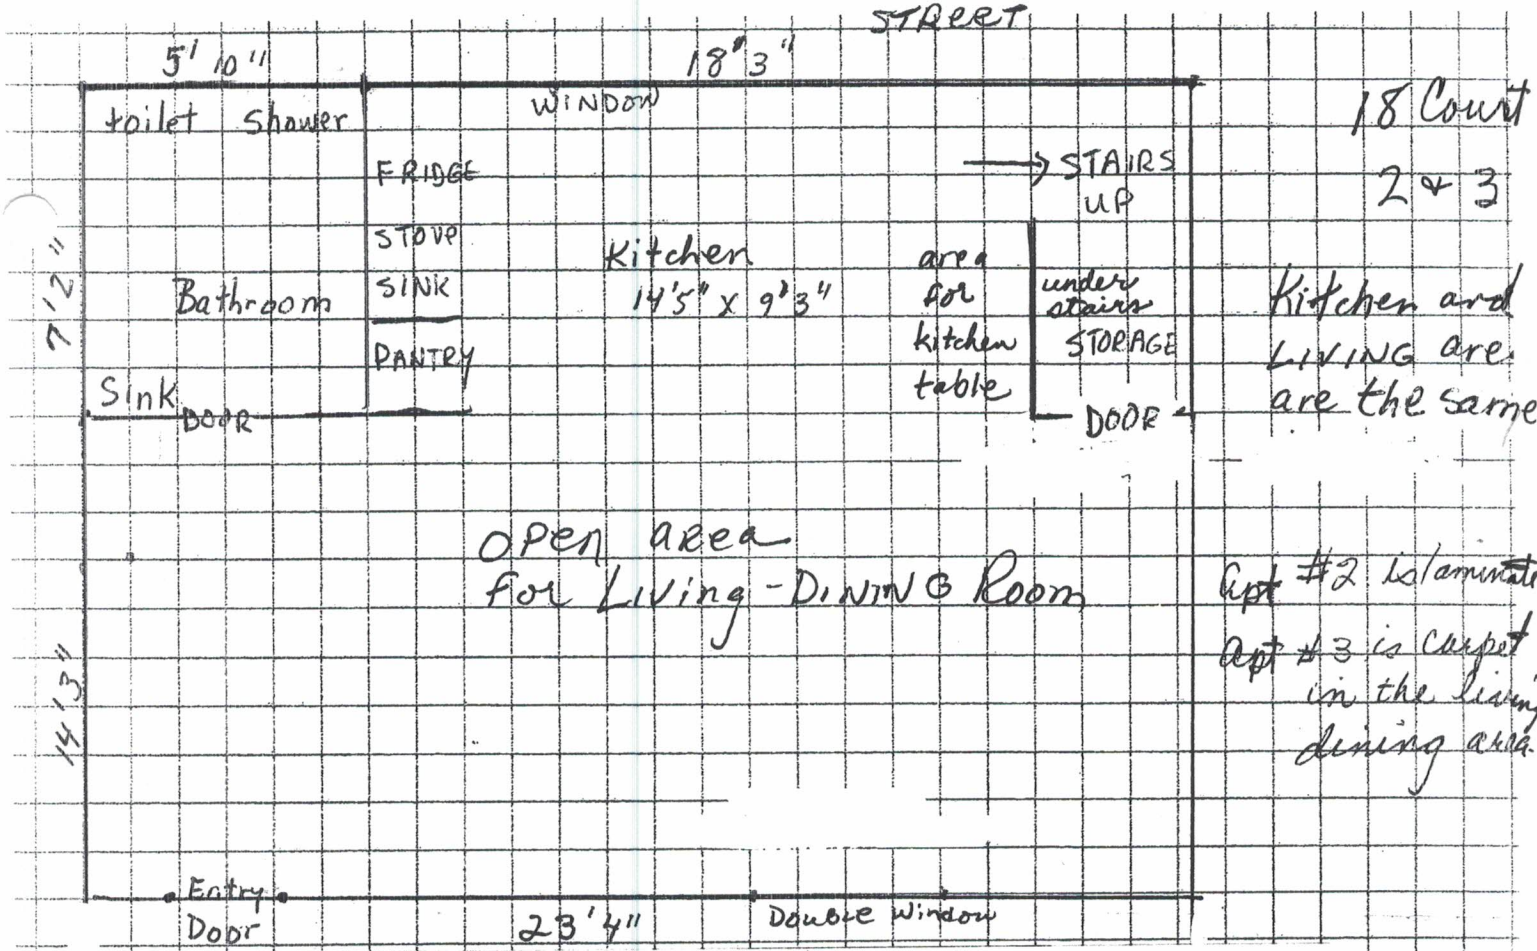 STREET
5' 10"
18' 3"
WINDOW
toilet Shower
FRIDGE
STOVE
SINK
PANTRY
7'2"
Bathroom
Sink
DOOR
Kitchen
14'5" x 9'3"
area
for
kitchen
table
STAIRS
UP
under
stairs
STORAGE
DOOR
18 Court
2 & 3
Kitchen and
LIVING are
are the same
Open area
for Living-DINING Room
14'3"
Apt #2 is laminate
Apt #3 is carpet
in the living
dining area.
Entry
Door
23'4"
Double Window